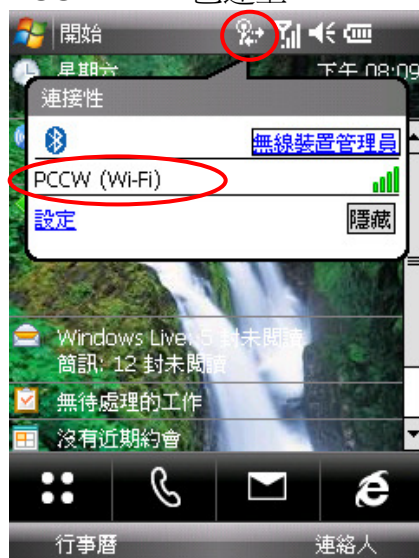 開始
星期六 下午 08:09
連接性
無線裝置管理員
PCCW (Wi-Fi)
設定 隱藏
Windows Live: 5 封未閱讀
簡訊: 12 封未閱讀
無待處理的工作
沒有近期約會
行事曆 連絡人